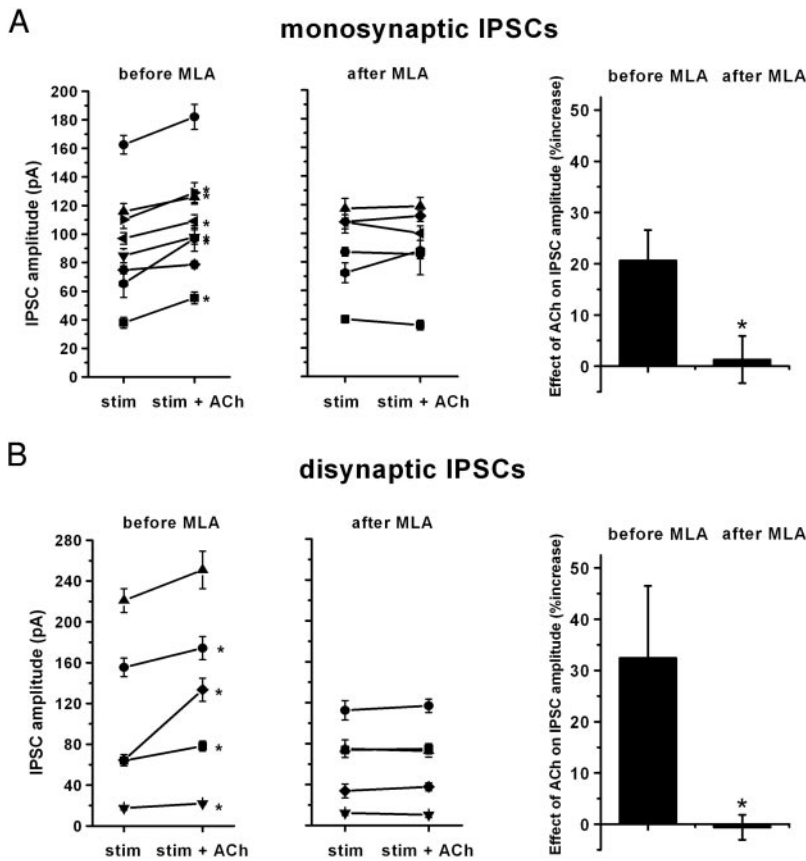 A
monosynaptic IPSCs
before MLA
after MLA
before MLA after MLA
IPSC amplitude (pA)
200
180
160
140
120
100
80
60
40
20
0
*
*
*
*
*
*
stim stim + ACh
stim stim + ACh
Effect of ACh on IPSC amplitude (%increase)
50
40
30
20
10
0
*
B
disynaptic IPSCs
before MLA
after MLA
before MLA after MLA
IPSC amplitude (pA)
280
240
200
160
120
80
40
0
*
*
*
*
stim stim + ACh
stim stim + ACh
Effect of ACh on IPSC amplitude (%increase)
50
40
30
20
10
0
*